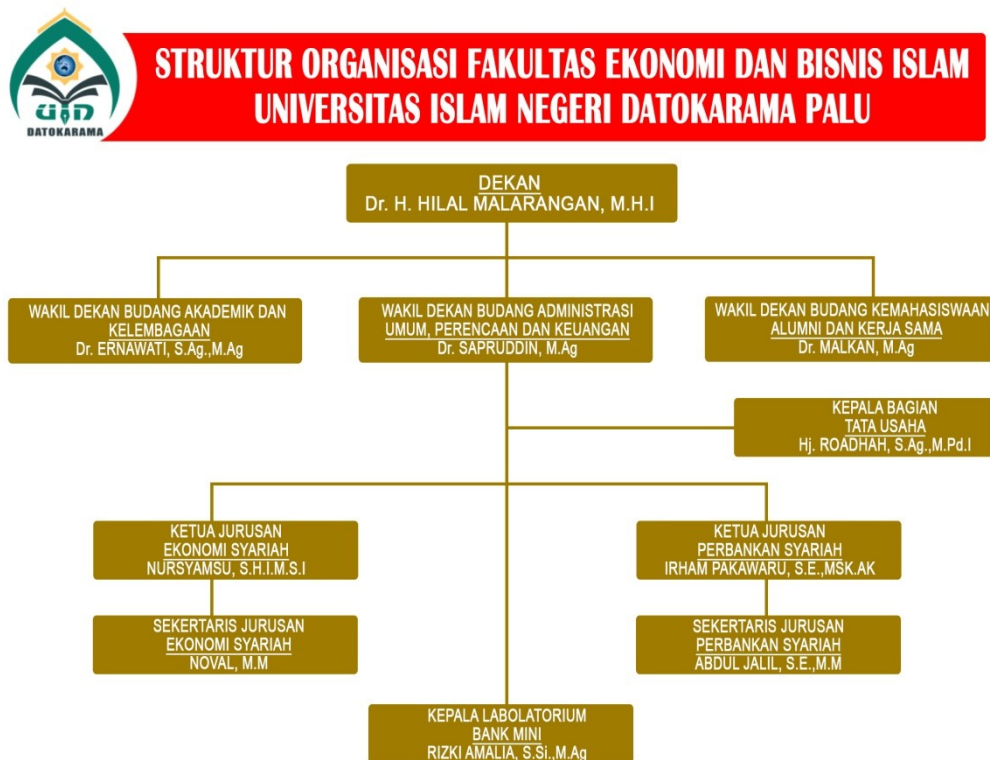 STRUKTUR ORGANISASI FAKULTAS EKONOMI DAN BISNIS ISLAM
UNIVERSITAS ISLAM NEGERI DATOKARAMA PALU
UIN
DATOKARAMA
DEKAN
Dr. H. HILAL MALARANGAN, M.H.I
WAKIL DEKAN BUDANG AKADEMIK DAN
KELEMBAGAAN
Dr. ERNAWATI, S.Ag.,M.Ag
WAKIL DEKAN BUDANG ADMINISTRASI
UMUM, PERENCAAN DAN KEUANGAN
Dr. SAPRUDDIN, M.Ag
WAKIL DEKAN BUDANG KEMAHASISWAAN
ALUMNI DAN KERJA SAMA
Dr. MALKAN, M.Ag
KEPALA BAGIAN
TATA USAHA
Hj. ROADHAH, S.Ag.,M.Pd.I
KETUA JURUSAN
EKONOMI SYARIAH
NURSYAMSU, S.H.I.M.S.I
KETUA JURUSAN
PERBANKAN SYARIAH
IRHAM PAKAWARU, S.E.,MSK.AK
SEKERTARIS JURUSAN
EKONOMI SYARIAH
NOVAL, M.M
SEKERTARIS JURUSAN
PERBANKAN SYARIAH
ABDUL JALIL, S.E.,M.M
KEPALA LABOLATORIUM
BANK MINI
RIZKI AMALIA, S.Si.,M.Ag